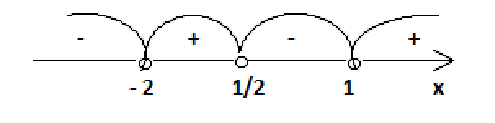 - + - +
- 2 1/2 1 x